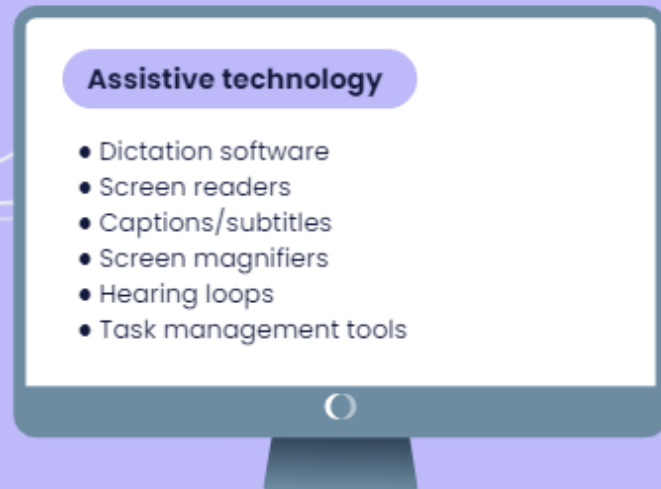 Assistive technology
● Dictation software
● Screen readers
● Captions/subtitles
● Screen magnifiers
● Hearing loops
● Task management tools